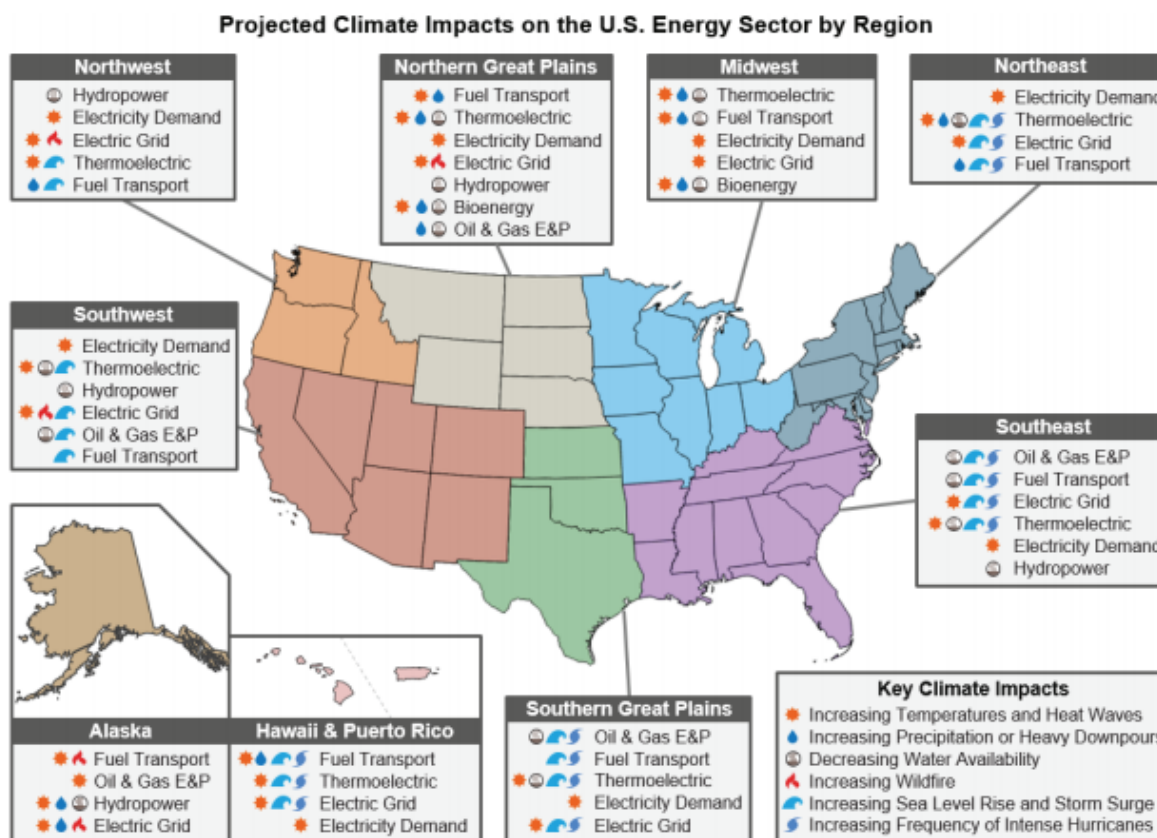 Projected Climate Impacts on the U.S. Energy Sector by Region
Northwest
Hydropower
Electricity Demand
Electric Grid
Thermoelectric
Fuel Transport
Northern Great Plains
Fuel Transport
Thermoelectric
Electricity Demand
Electric Grid
Hydropower
Bioenergy
Oil & Gas E&P
Midwest
Thermoelectric
Fuel Transport
Electricity Demand
Electric Grid
Bioenergy
Northeast
Electricity Demand
Thermoelectric
Electric Grid
Fuel Transport
Southwest
Electricity Demand
Thermoelectric
Hydropower
Electric Grid
Oil & Gas E&P
Fuel Transport
Southeast
Oil & Gas E&P
Fuel Transport
Electric Grid
Thermoelectric
Electricity Demand
Hydropower
Alaska
Fuel Transport
Oil & Gas E&P
Hydropower
Electric Grid
Hawaii & Puerto Rico
Fuel Transport
Thermoelectric
Electric Grid
Electricity Demand
Southern Great Plains
Oil & Gas E&P
Fuel Transport
Thermoelectric
Electricity Demand
Electric Grid
Key Climate Impacts
Increasing Temperatures and Heat Waves
Increasing Precipitation or Heavy Downpours
Decreasing Water Availability
Increasing Wildfire
Increasing Sea Level Rise and Storm Surge
Increasing Frequency of Intense Hurricanes